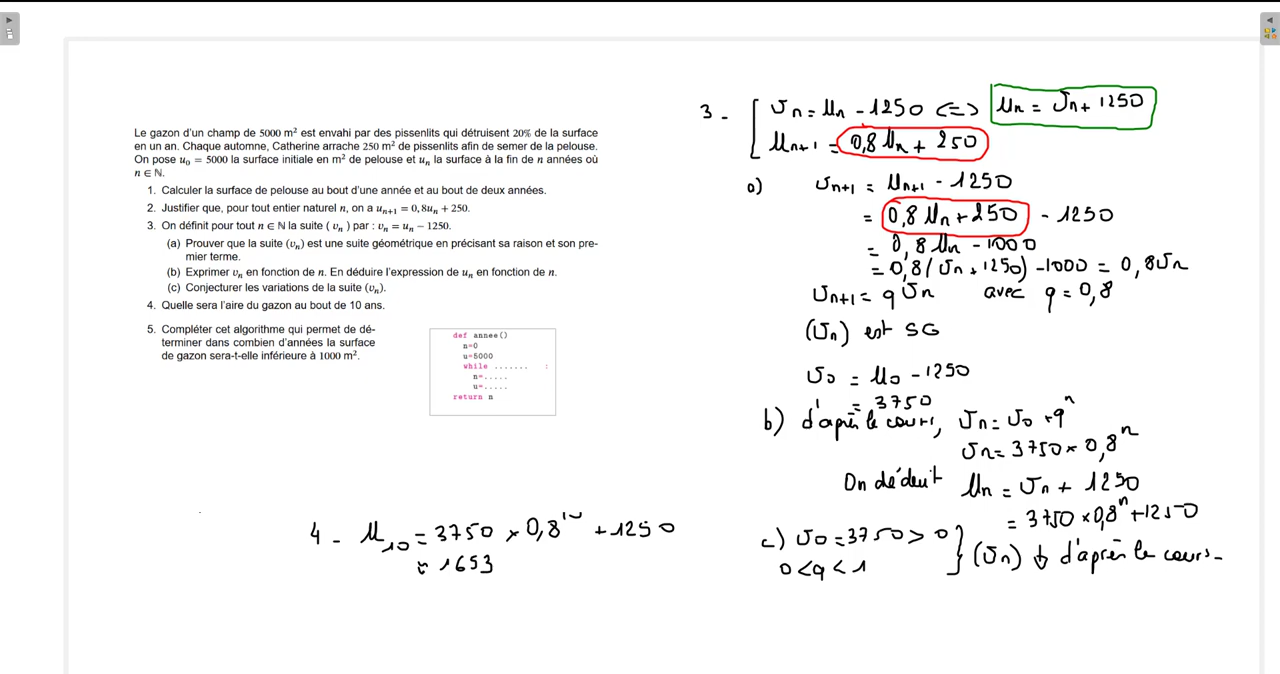 Le gazon d'un champ de 5000 m² est envahi par des pissenlits qui détruisent 20% de la surface
en un an. Chaque automne, Catherine arrache 250 m² de pissenlits afin de semer de la pelouse.
On pose u₀ = 5000 la surface initiale en m² de pelouse et uₙ la surface à la fin de n années où
n ∈ ℕ.
1. Calculer la surface de pelouse au bout d'une année et au bout de deux années.
2. Justifier que, pour tout entier naturel n, on a uₙ₊₁ = 0,8uₙ + 250.
3. On définit pour tout n ∈ ℕ la suite (vₙ) par : vₙ = uₙ − 1250.
(a) Prouver que la suite (vₙ) est une suite géométrique en précisant sa raison et son pre-
mier terme.
(b) Exprimer vₙ en fonction de n. En déduire l'expression de uₙ en fonction de n.
(c) Conjecturer les variations de la suite (vₙ).
4. Quelle sera l'aire du gazon au bout de 10 ans.
5. Compléter cet algorithme qui permet de dé-
terminer dans combien d'années la surface
de gazon sera-t-elle inférieure à 1000 m².
def annee()
n=0
u=5000
while ....... :
n=.....
u=.....
return n
4 - u₁₀ = 3750 × 0,8¹⁰ + 1250
≈ 1653
3 - vₙ = uₙ - 1250 <=> uₙ = vₙ + 1250
uₙ₊₁ = 0,8 uₙ + 250
a) vₙ₊₁ = uₙ₊₁ - 1250
= 0,8 uₙ + 250 - 1250
= 0,8 uₙ - 1000
= 0,8 (vₙ + 1250) - 1000 = 0,8 vₙ
vₙ₊₁ = q vₙ avec q = 0,8
(vₙ) est SG
v₀ = u₀ - 1250
= 3750
b) d'après le cours, vₙ = v₀ × qⁿ
vₙ = 3750 × 0,8ⁿ
On déduit uₙ = vₙ + 1250
= 3750 × 0,8ⁿ + 1250
c) v₀ = 3750 > 0
0 < q < 1 } (vₙ) ↓ d'après le cours -